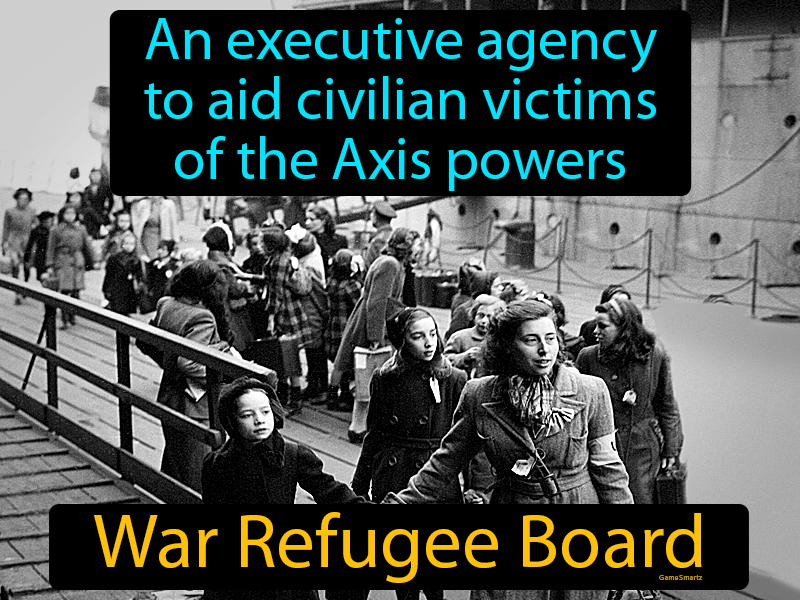 An executive agency
to aid civilian victims
of the Axis powers
War Refugee Board
GameSmartz